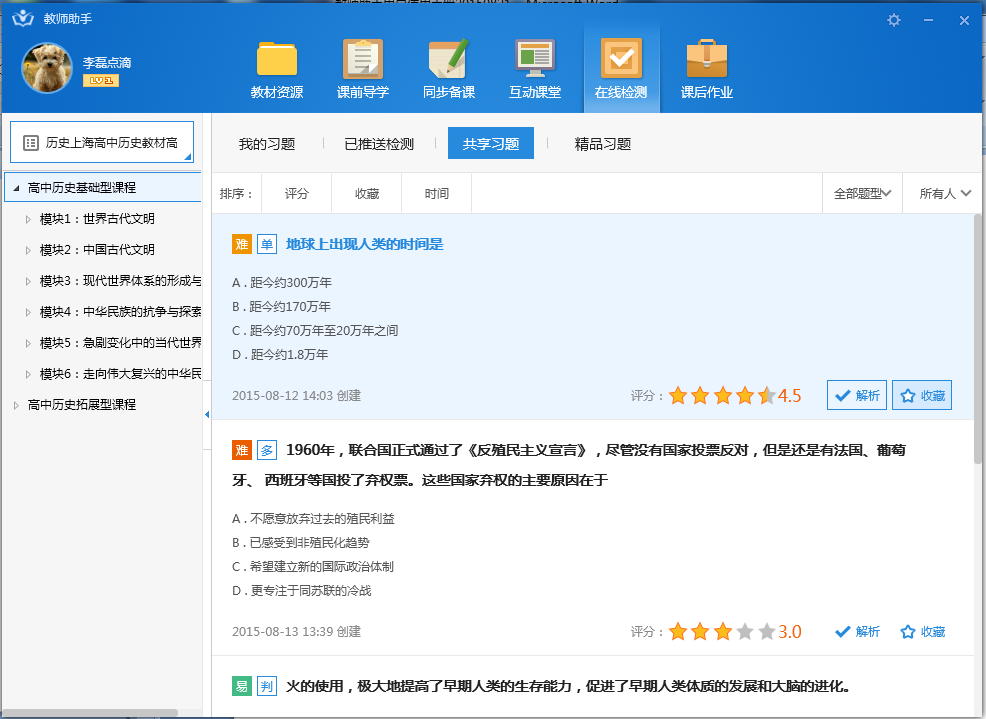 教师助手
李磊点滴
LV 1
教材资源
课前导学
同步备课
互动课堂
在线检测
课后作业
历史上海高中历史教材高
高中历史基础型课程
模块1：世界古代文明
模块2：中国古代文明
模块3：现代世界体系的形成与
模块4：中华民族的抗争与探索
模块5：急剧变化中的当代世界
模块6：走向伟大复兴的中华民
高中历史拓展型课程
我的习题
已推送检测
共享习题
精品习题
排序： 评分 收藏 时间 全部题型 所有人
难 单 地球上出现人类的时间是
A . 距今约300万年
B . 距今约170万年
C . 距今约70万年至20万年之间
D . 距今约1.8万年
2015-08-12 14:03 创建 评分： 4.5 解析 收藏
难 多 1960年，联合国正式通过了《反殖民主义宣言》，尽管没有国家投票反对，但是还是有法国、葡萄
牙、 西班牙等国投了弃权票。这些国家弃权的主要原因在于
A . 不愿意放弃过去的殖民利益
B . 已感受到非殖民化趋势
C . 希望建立新的国际政治体制
D . 更专注于同苏联的冷战
2015-08-13 13:39 创建 评分： 3.0 解析 收藏
易 判 火的使用，极大地提高了早期人类的生存能力，促进了早期人类体质的发展和大脑的进化。